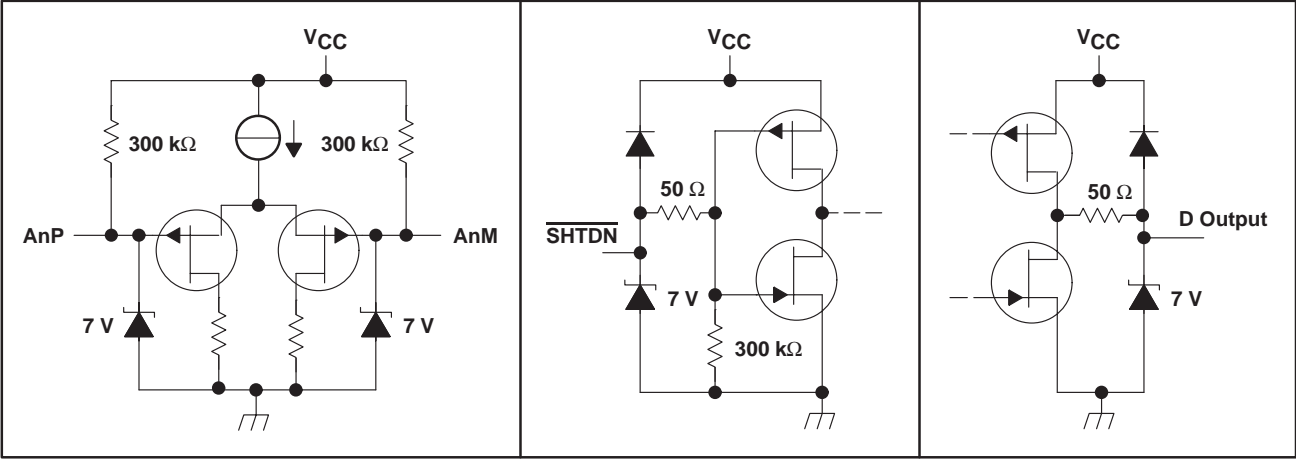 VCC
300 kΩ
300 kΩ
AnP
AnM
7 V
7 V
VCC
50 Ω
SHTDN
7 V
300 kΩ
VCC
50 Ω
D Output
7 V